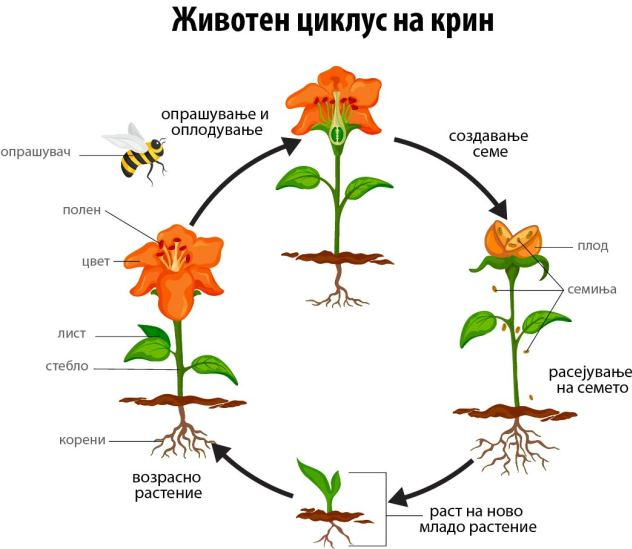 Животен циклус на крин
опрашување и
оплодување
создавање
семе
опрашувач
полен
цвет
плод
семиња
лист
стебло
расејување
на семето
корени
возрасно
растение
раст на ново
младо растение